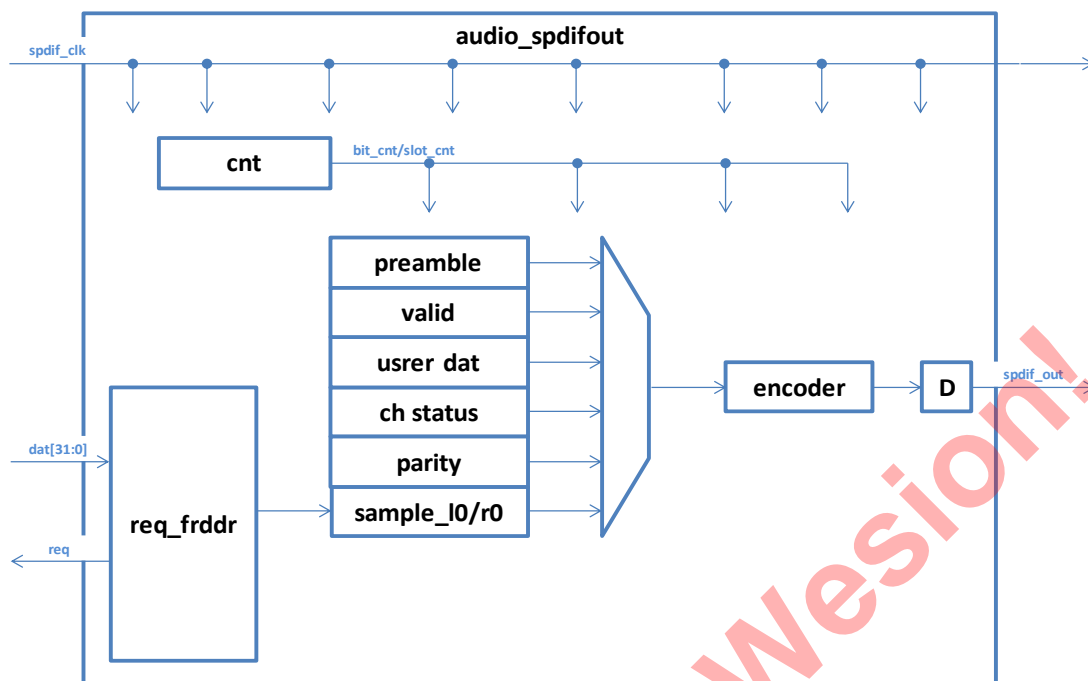 audio_spdifout
spdif_clk
cnt
bit_cnt/slot_cnt
preamble
valid
usrer dat
ch status
parity
sample_l0/r0
encoder
D
spdif_out
dat[31:0]
req_frddr
req
Wesion!